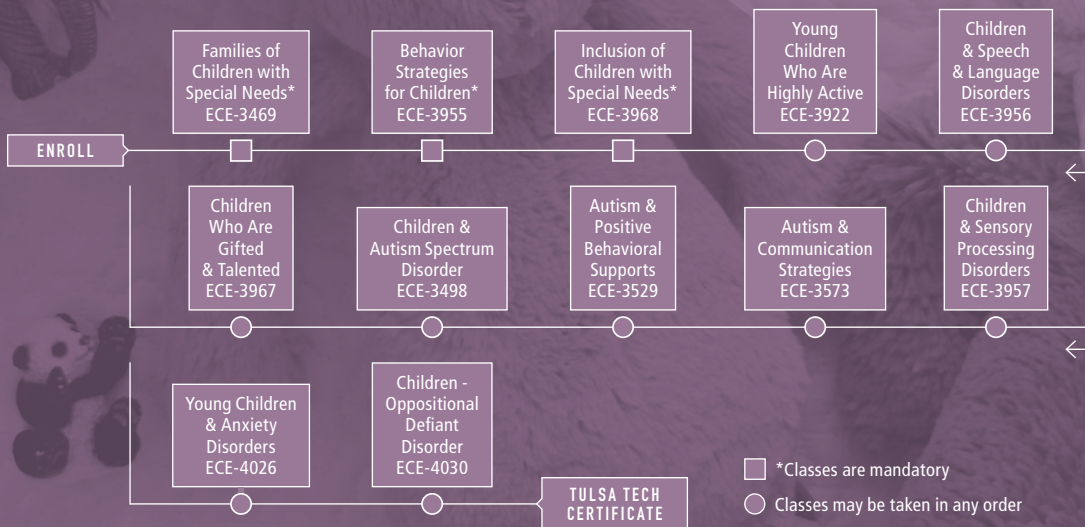 ENROLL
Families of
Children with
Special Needs*
ECE-3469
Behavior
Strategies
for Children*
ECE-3955
Inclusion of
Children with
Special Needs*
ECE-3968
Young
Children
Who Are
Highly Active
ECE-3922
Children
& Speech
& Language
Disorders
ECE-3956
Children
Who Are
Gifted
& Talented
ECE-3967
Children &
Autism Spectrum
Disorder
ECE-3498
Autism &
Positive
Behavioral
Supports
ECE-3529
Autism &
Communication
Strategies
ECE-3573
Children
& Sensory
Processing
Disorders
ECE-3957
Young Children
& Anxiety
Disorders
ECE-4026
Children -
Oppositional
Defiant
Disorder
ECE-4030
TULSA TECH
CERTIFICATE
*Classes are mandatory
Classes may be taken in any order